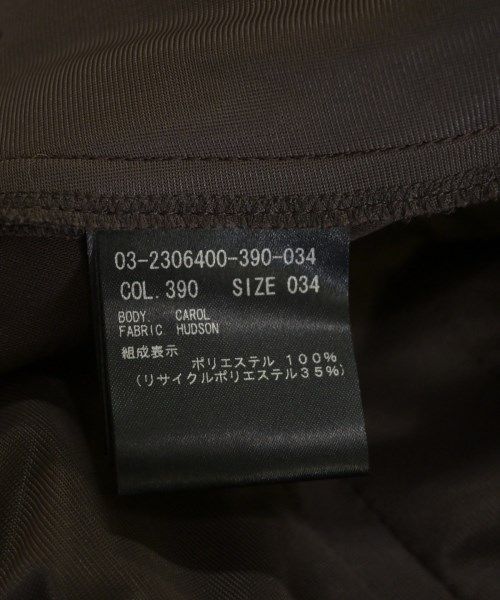 03-2306400-390-034
COL. 390 SIZE 034
BODY. CAROL
FABRIC HUDSON
組成表示
ポリエステル 100%
(リサイクルポリエステル35%)